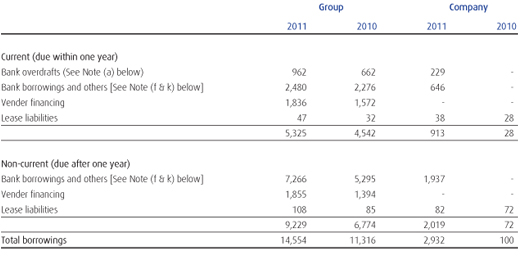 Group Company
2011 2010 2011 2010
Current (due within one year)
Bank overdrafts (See Note (a) below) 962 662 229 -
Bank borrowings and others [See Note (f & k) below] 2,480 2,276 646 -
Vender financing 1,836 1,572 - -
Lease liabilities 47 32 38 28
5,325 4,542 913 28
Non-current (due after one year)
Bank borrowings and others [See Note (f & k) below] 7,266 5,295 1,937 -
Vender financing 1,855 1,394 - -
Lease liabilities 108 85 82 72
9,229 6,774 2,019 72
Total borrowings 14,554 11,316 2,932 100